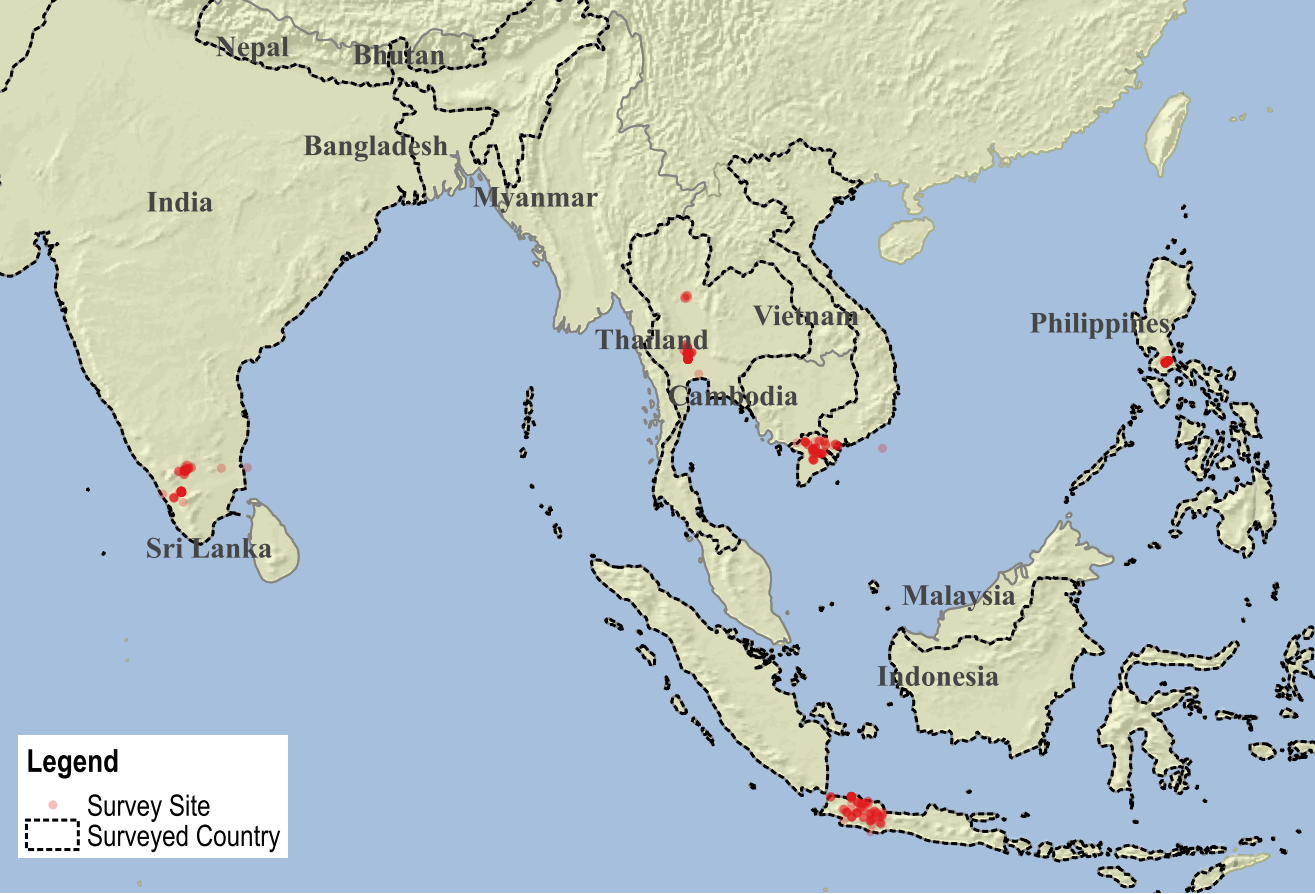 Nepal
Bhutan
Bangladesh
India
Myanmar
Thailand
Vietnam
Philippines
Cambodia
Sri Lanka
Malaysia
Indonesia
Legend
Survey Site
Surveyed Country